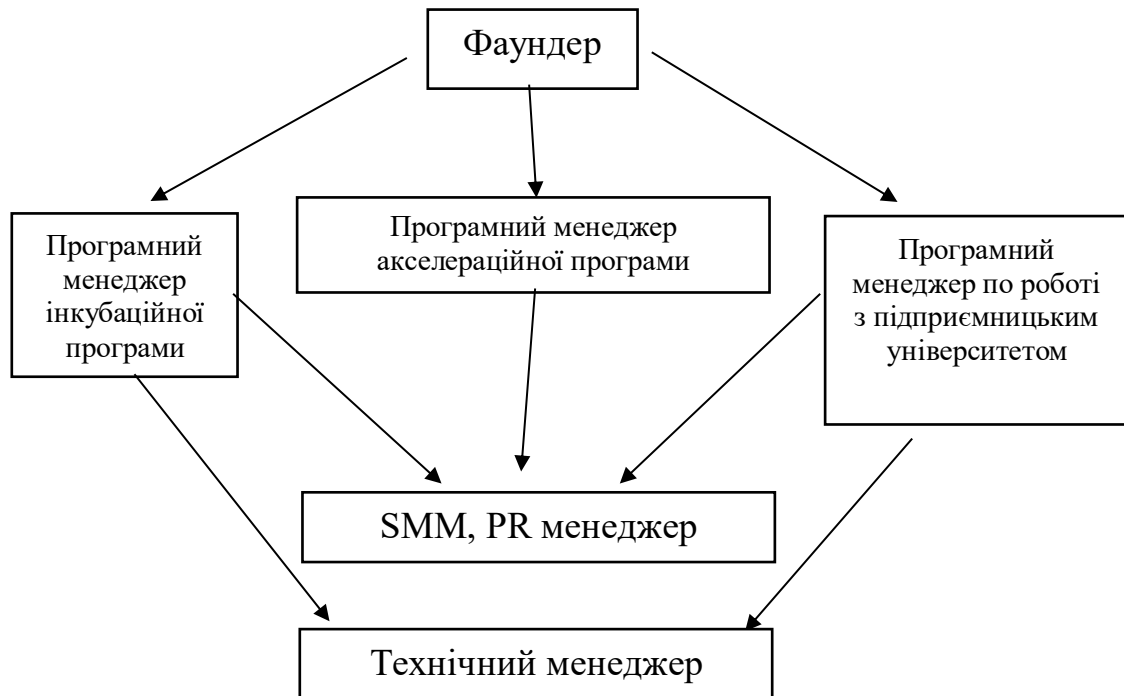 Фаундер
Програмний
менеджер
інкубаційної
програми
Програмний менеджер
акселераційної програми
Програмний
менеджер по роботі
з підприємницьким
університетом
SMM, PR менеджер
Технічний менеджер